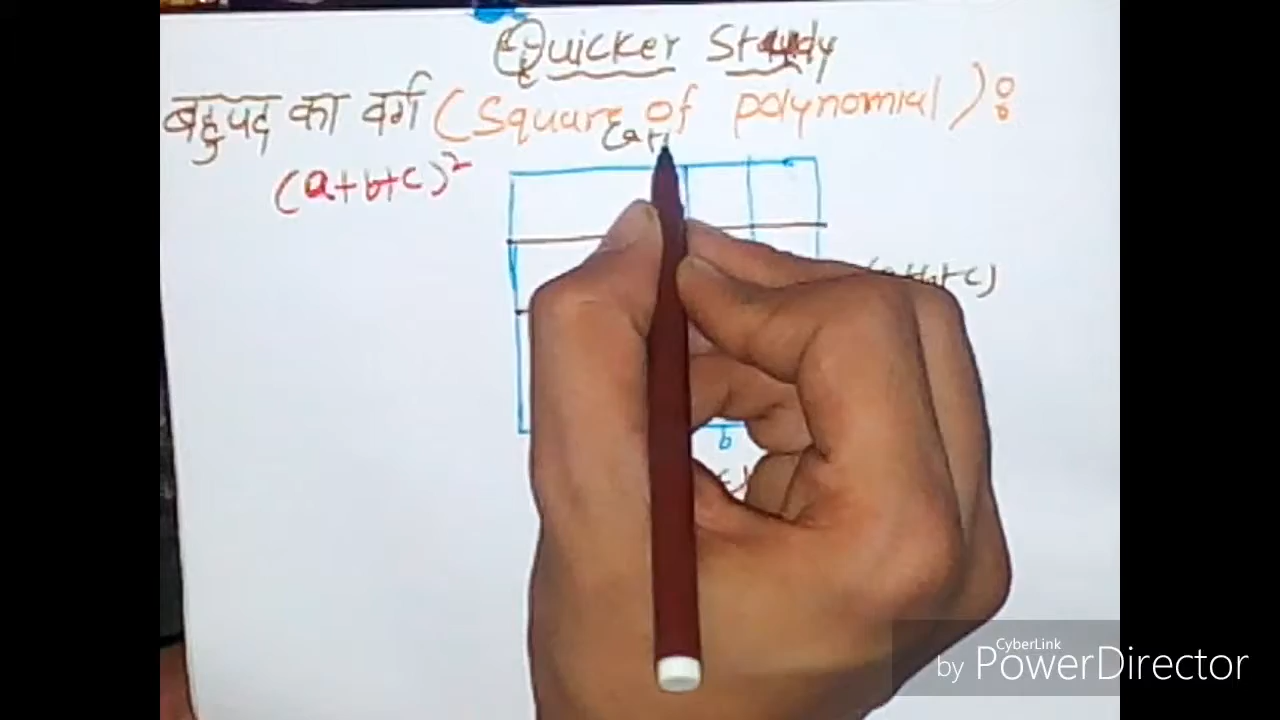 Quicker Study
बहुपद का वर्ग (Square of polynomial):
(a+
(a+b+c)²
(a+b+c)
b
c)
CyberLink
by PowerDirector